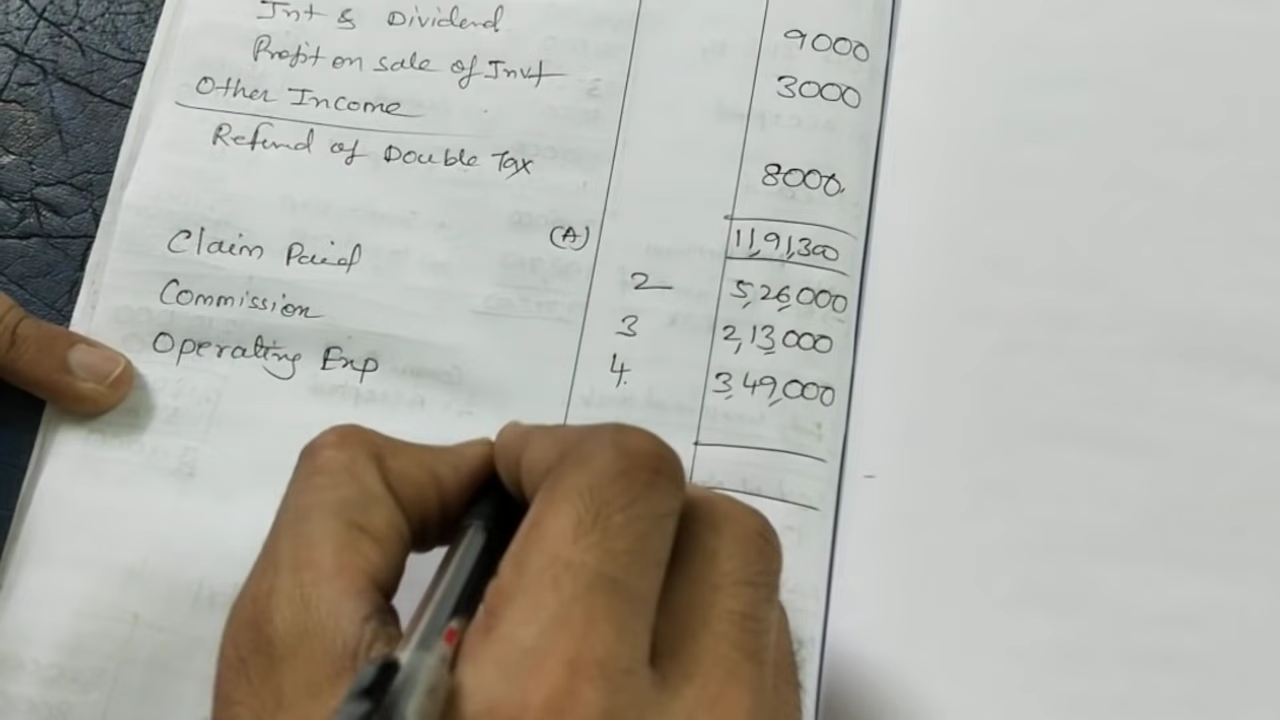 Int & Dividend 9000
Profit on sale of Invt 3000
Other Income
Refund of Double Tax 8000
(A) 11,91,300
Claim Paid 2 5,26,000
Commission 3 2,13,000
Operating Exp 4. 3,49,000